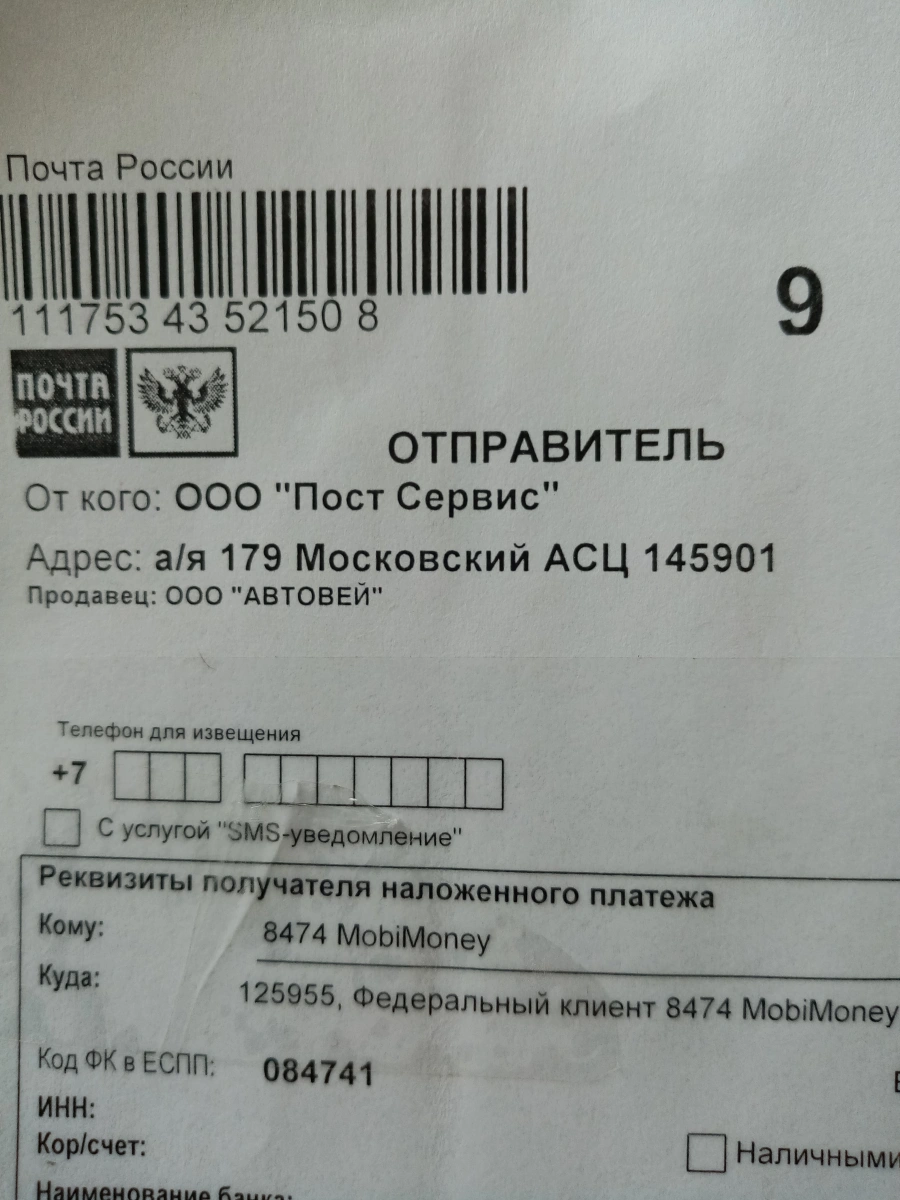 Почта России
111753 43 52150 8
9
ПОЧТА
РОССИИ
ОТПРАВИТЕЛЬ
От кого: ООО "Пост Сервис"
Адрес: а/я 179 Московский АСЦ 145901
Продавец: ООО "АВТОВЕЙ"
Телефон для извещения
+7
С услугой "SMS-уведомление"
Реквизиты получателя наложенного платежа
Кому: 8474 MobiMoney
Куда: 125955, Федеральный клиент 8474 MobiMoney
Код ФК в ЕСПП: 084741
ИНН:
Кор/счет:
Наличными
Наименование банка: